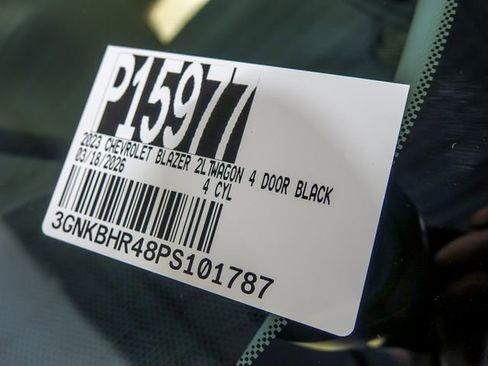 P15977
2023 CHEVROLET BLAZER 2LTWAGON 4 DOOR BLACK
03/18/2026 4 CYL
3GNKBHR48PS101787